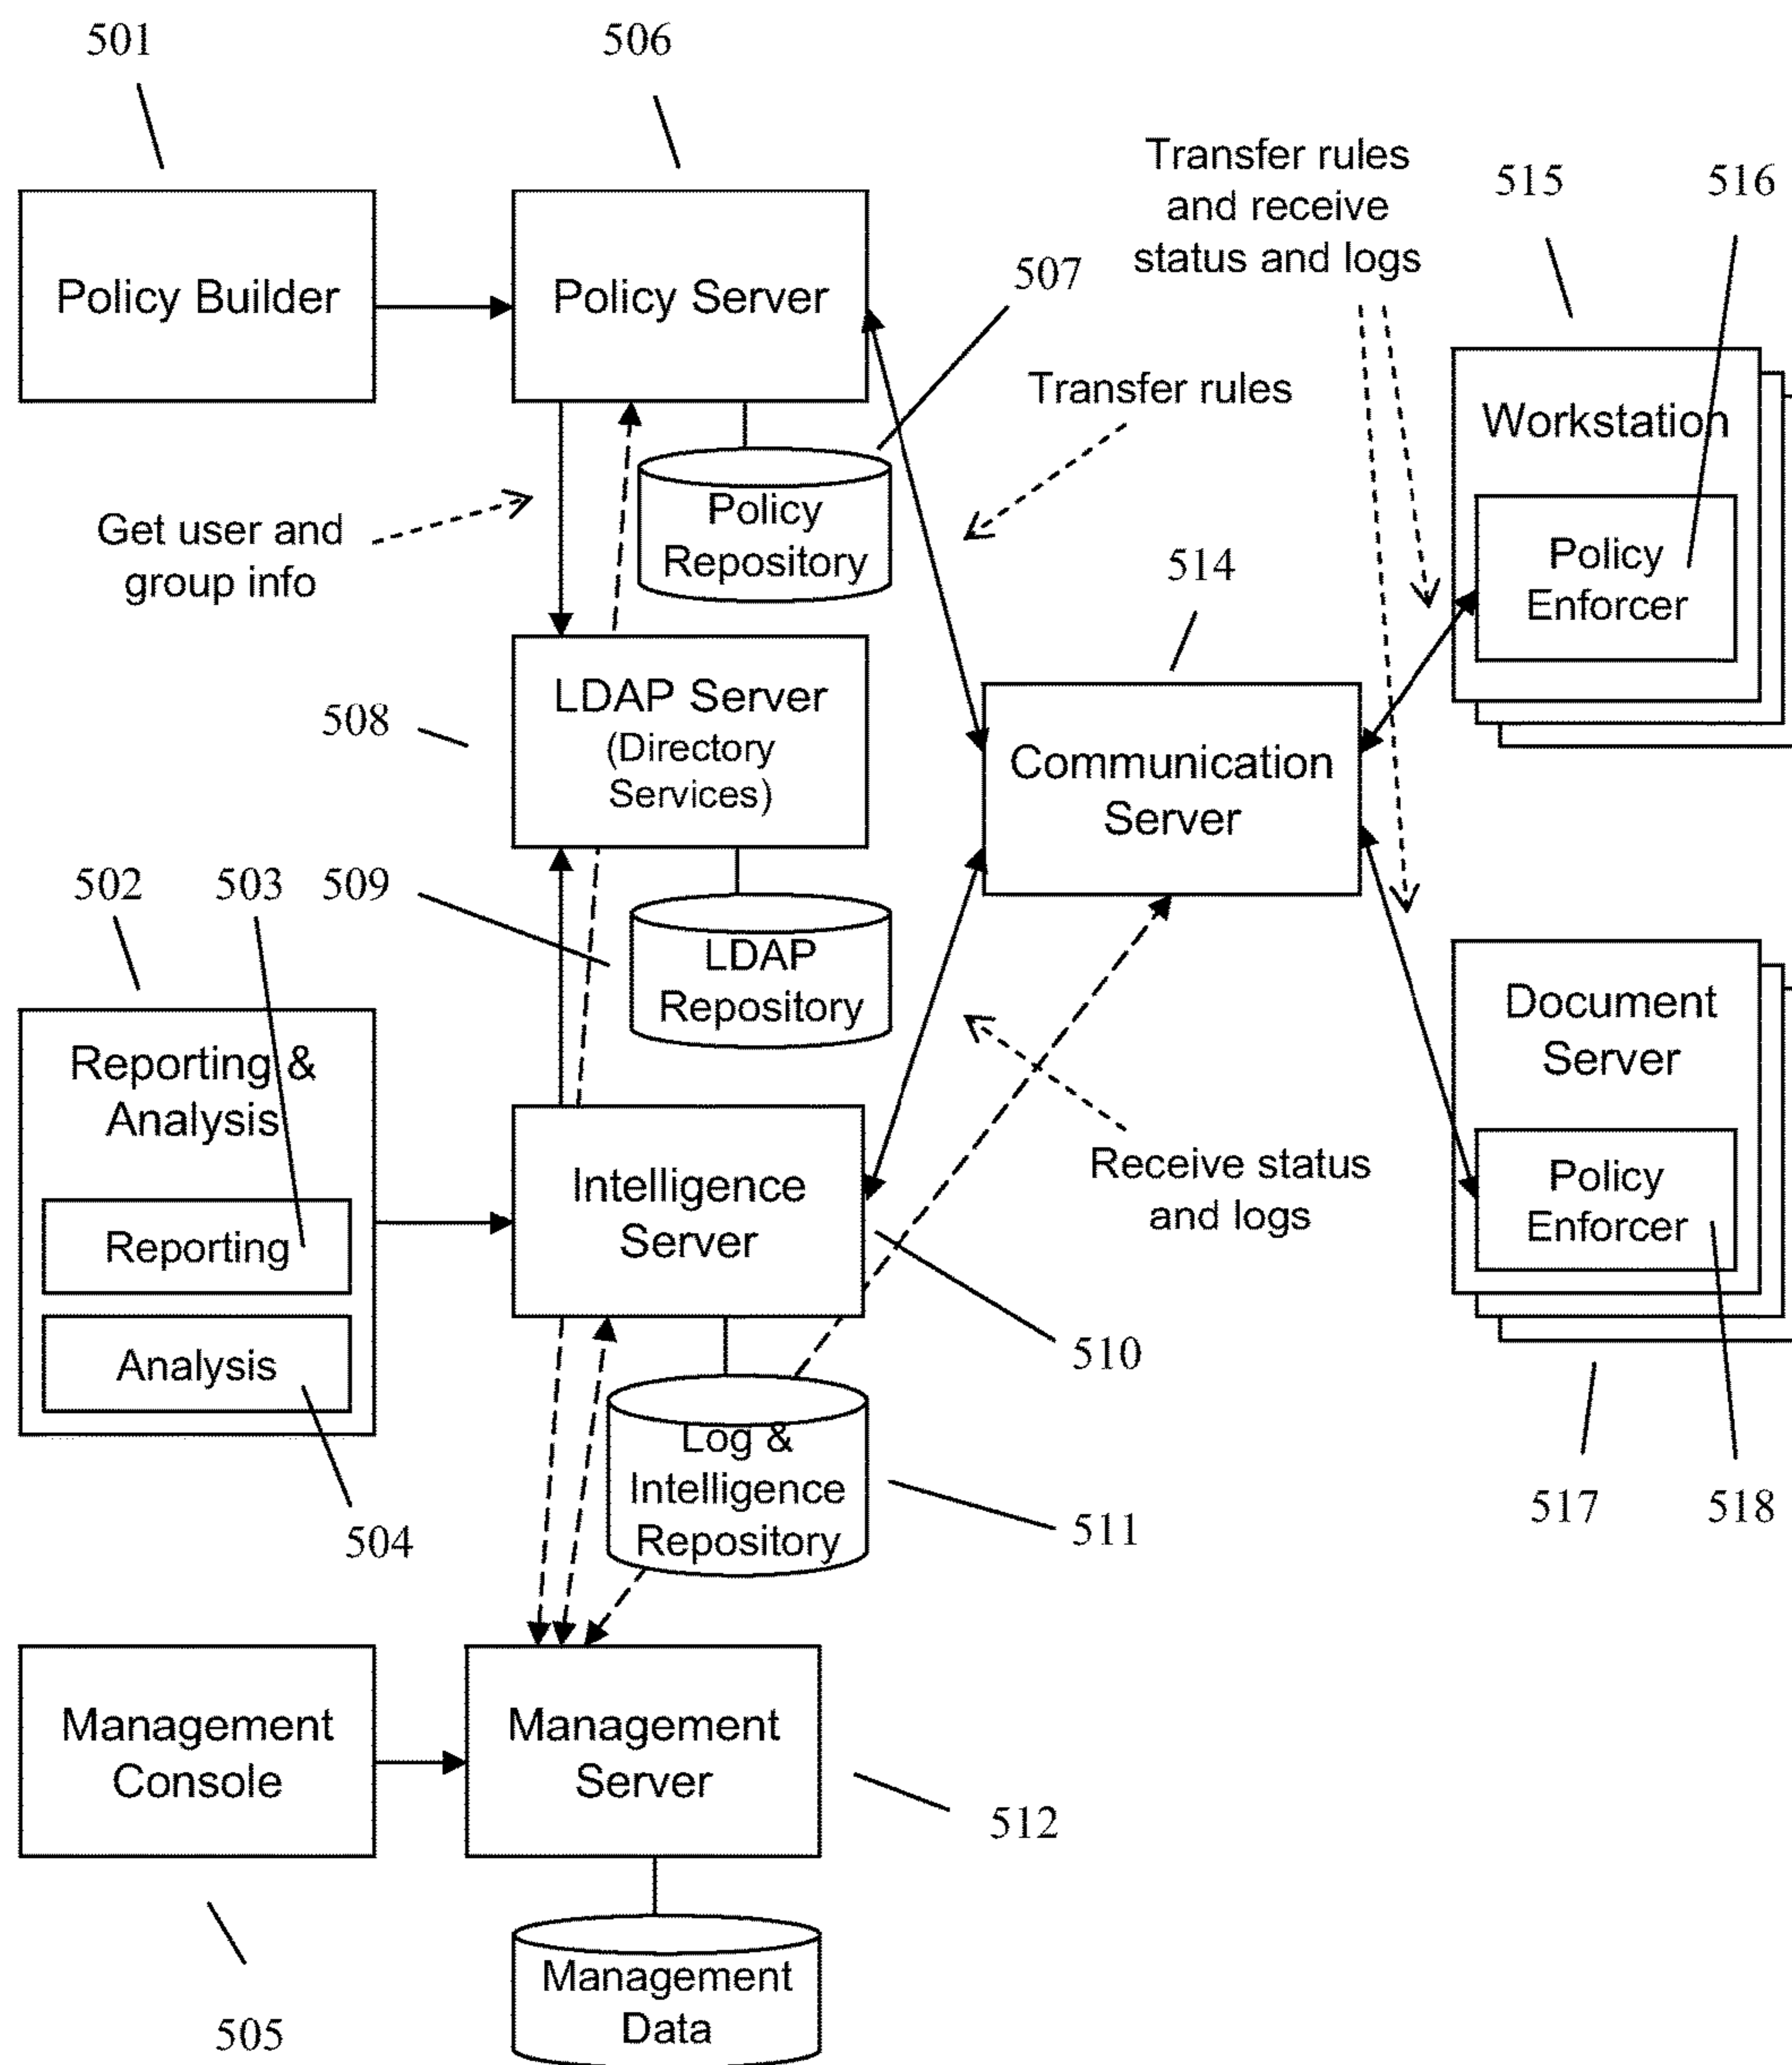 501
506
Transfer rules
and receive
status and logs
515
516
507
Policy Builder
Policy Server
Transfer rules
Workstation
Policy
Enforcer
Get user and
group info
Policy
Repository
514
508
LDAP Server
(Directory
Services)
Communication
Server
502
503
509
LDAP
Repository
Document
Server
Policy
Enforcer
Reporting &
Analysis
Reporting
Analysis
Intelligence
Server
Receive status
and logs
510
504
Log &
Intelligence
Repository
511
517
518
Management
Console
Management
Server
512
505
Management
Data